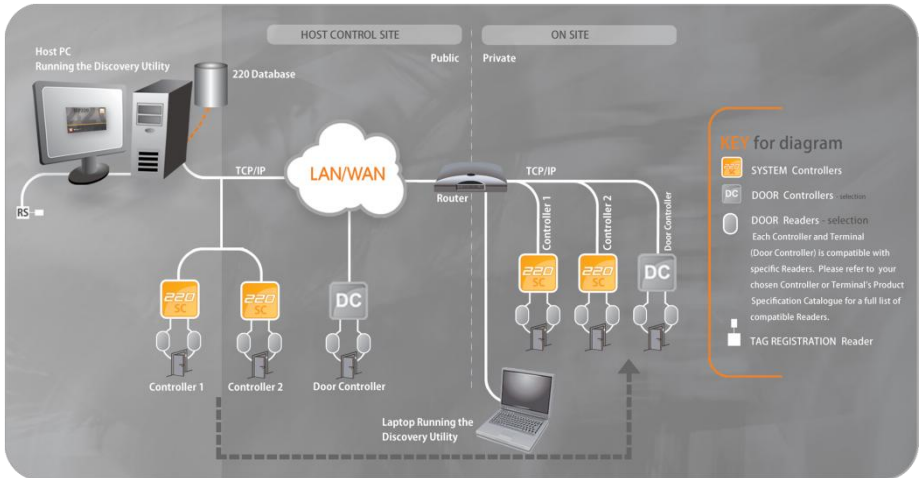 HOST CONTROL SITE
ON SITE
Host PC
Running the Discovery Utility
220 Database
Public
Private
TCP/IP
LAN/WAN
Router
TCP/IP
RS
Controller 1
Controller 2
Door Controller
220
SC
220
SC
DC
220
SC
220
SC
DC
Controller 1
Controller 2
Door Controller
Laptop Running the
Discovery Utility
KEY for diagram
220
SC
SYSTEM Controllers
DC
DOOR Controllers - selection
DOOR Readers - selection
Each Controller and Terminal
(Door Controller) is compatible with
specific Readers. Please refer to your
chosen Controller or Terminal's Product
Specification Catalogue for a full list of
compatible Readers.
TAG REGISTRATION Reader